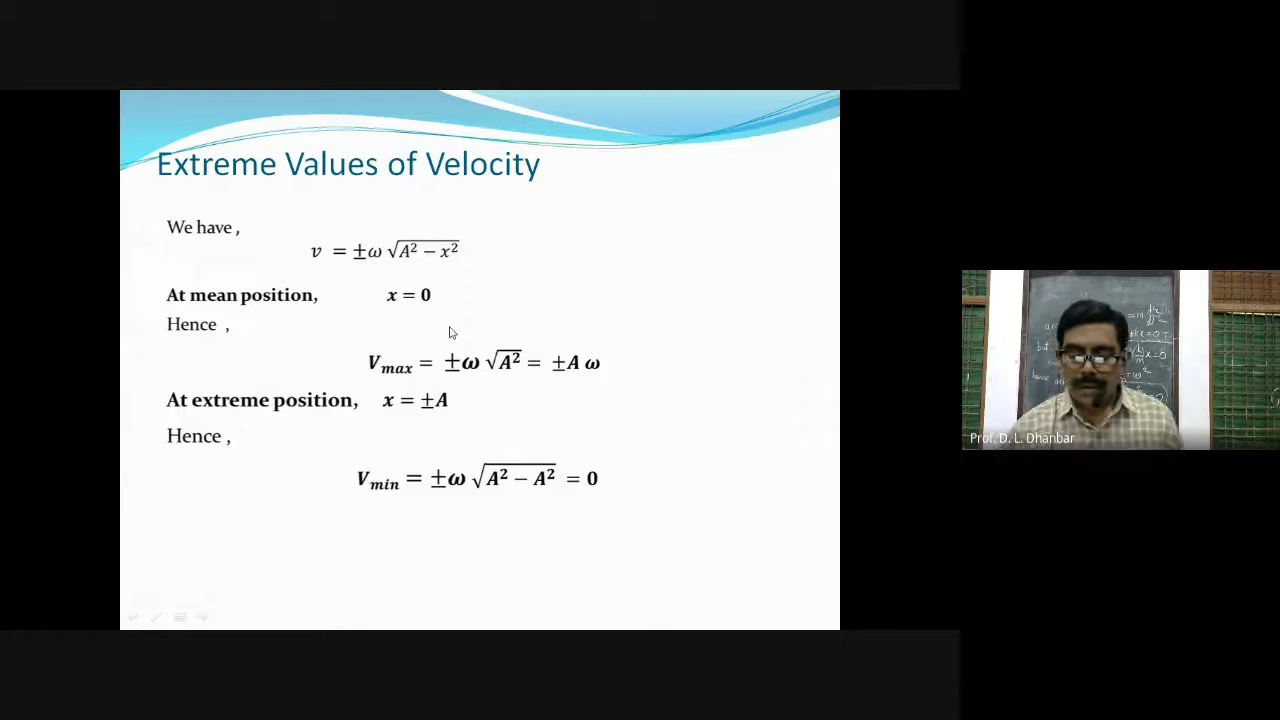 Extreme Values of Velocity
We have ,
v = ±ω √(A² − x²)
At mean position, x = 0
Hence ,
V_max = ±ω √(A²) = ±A ω
At extreme position, x = ±A
Hence ,
V_min = ±ω √(A² − A²) = 0
Prof. D. L. Dhanbar